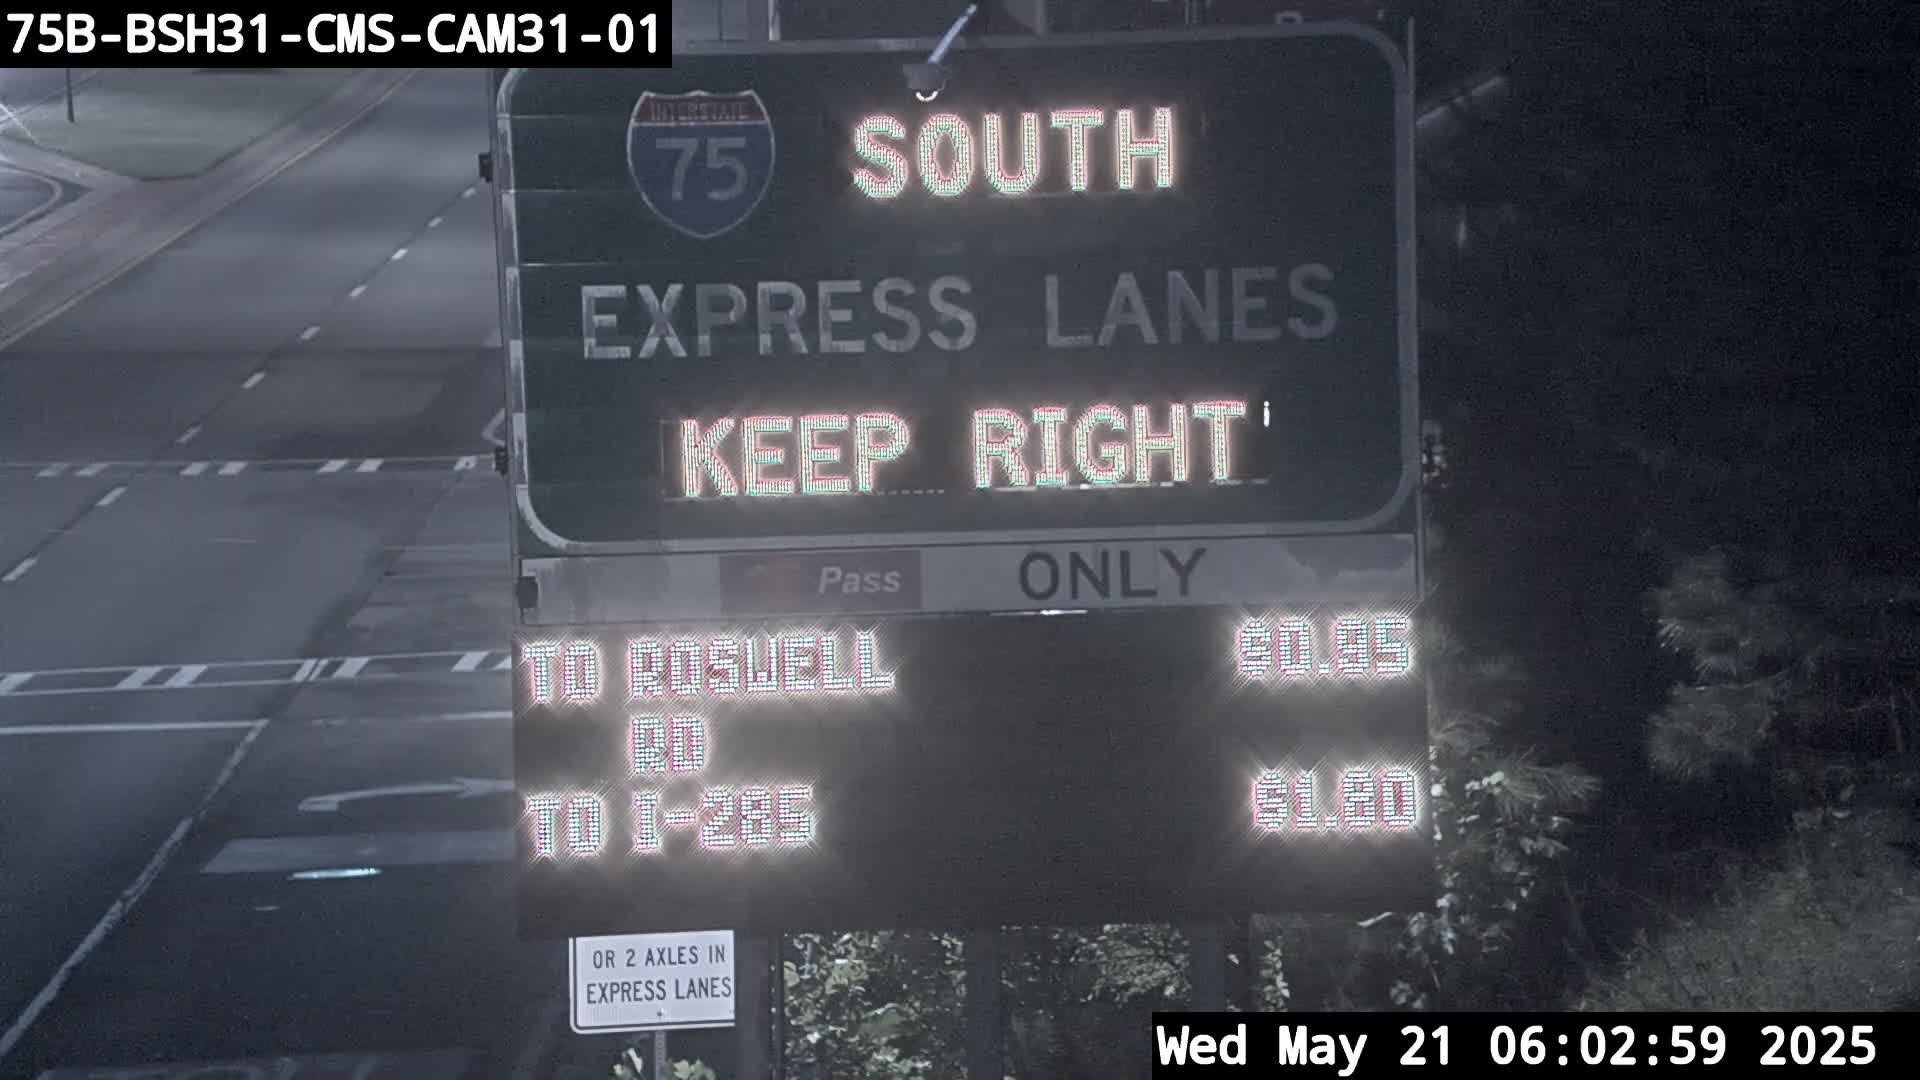 75B-BSH31-CMS-CAM31-01
INTERSTATE
75
SOUTH
EXPRESS LANES
KEEP RIGHT
Pass ONLY
TO ROSWELL $0.95
RD
TO I-285 $1.80
OR 2 AXLES IN
EXPRESS LANES
Wed May 21 06:02:59 2025